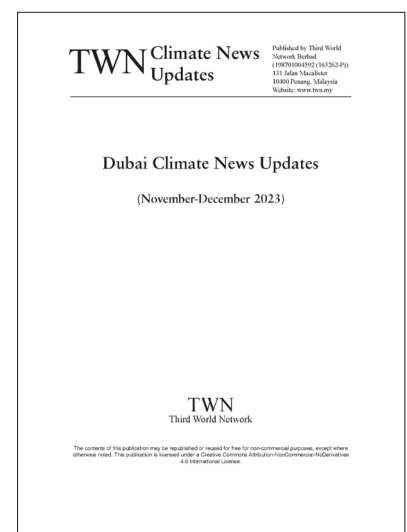 TWN Climate News Updates
Published by Third World
Network Berhad
(198701004592 (163262-P))
131 Jalan Macalister
10400 Penang, Malaysia
Website: www.twn.my
Dubai Climate News Updates
(November-December 2023)
TWN
Third World Network
The contents of this publication may be republished or reused for free for non-commercial purposes, except where
otherwise noted. This publication is licensed under a Creative Commons Attribution-NonCommercial-NoDerivatives
4.0 International License.